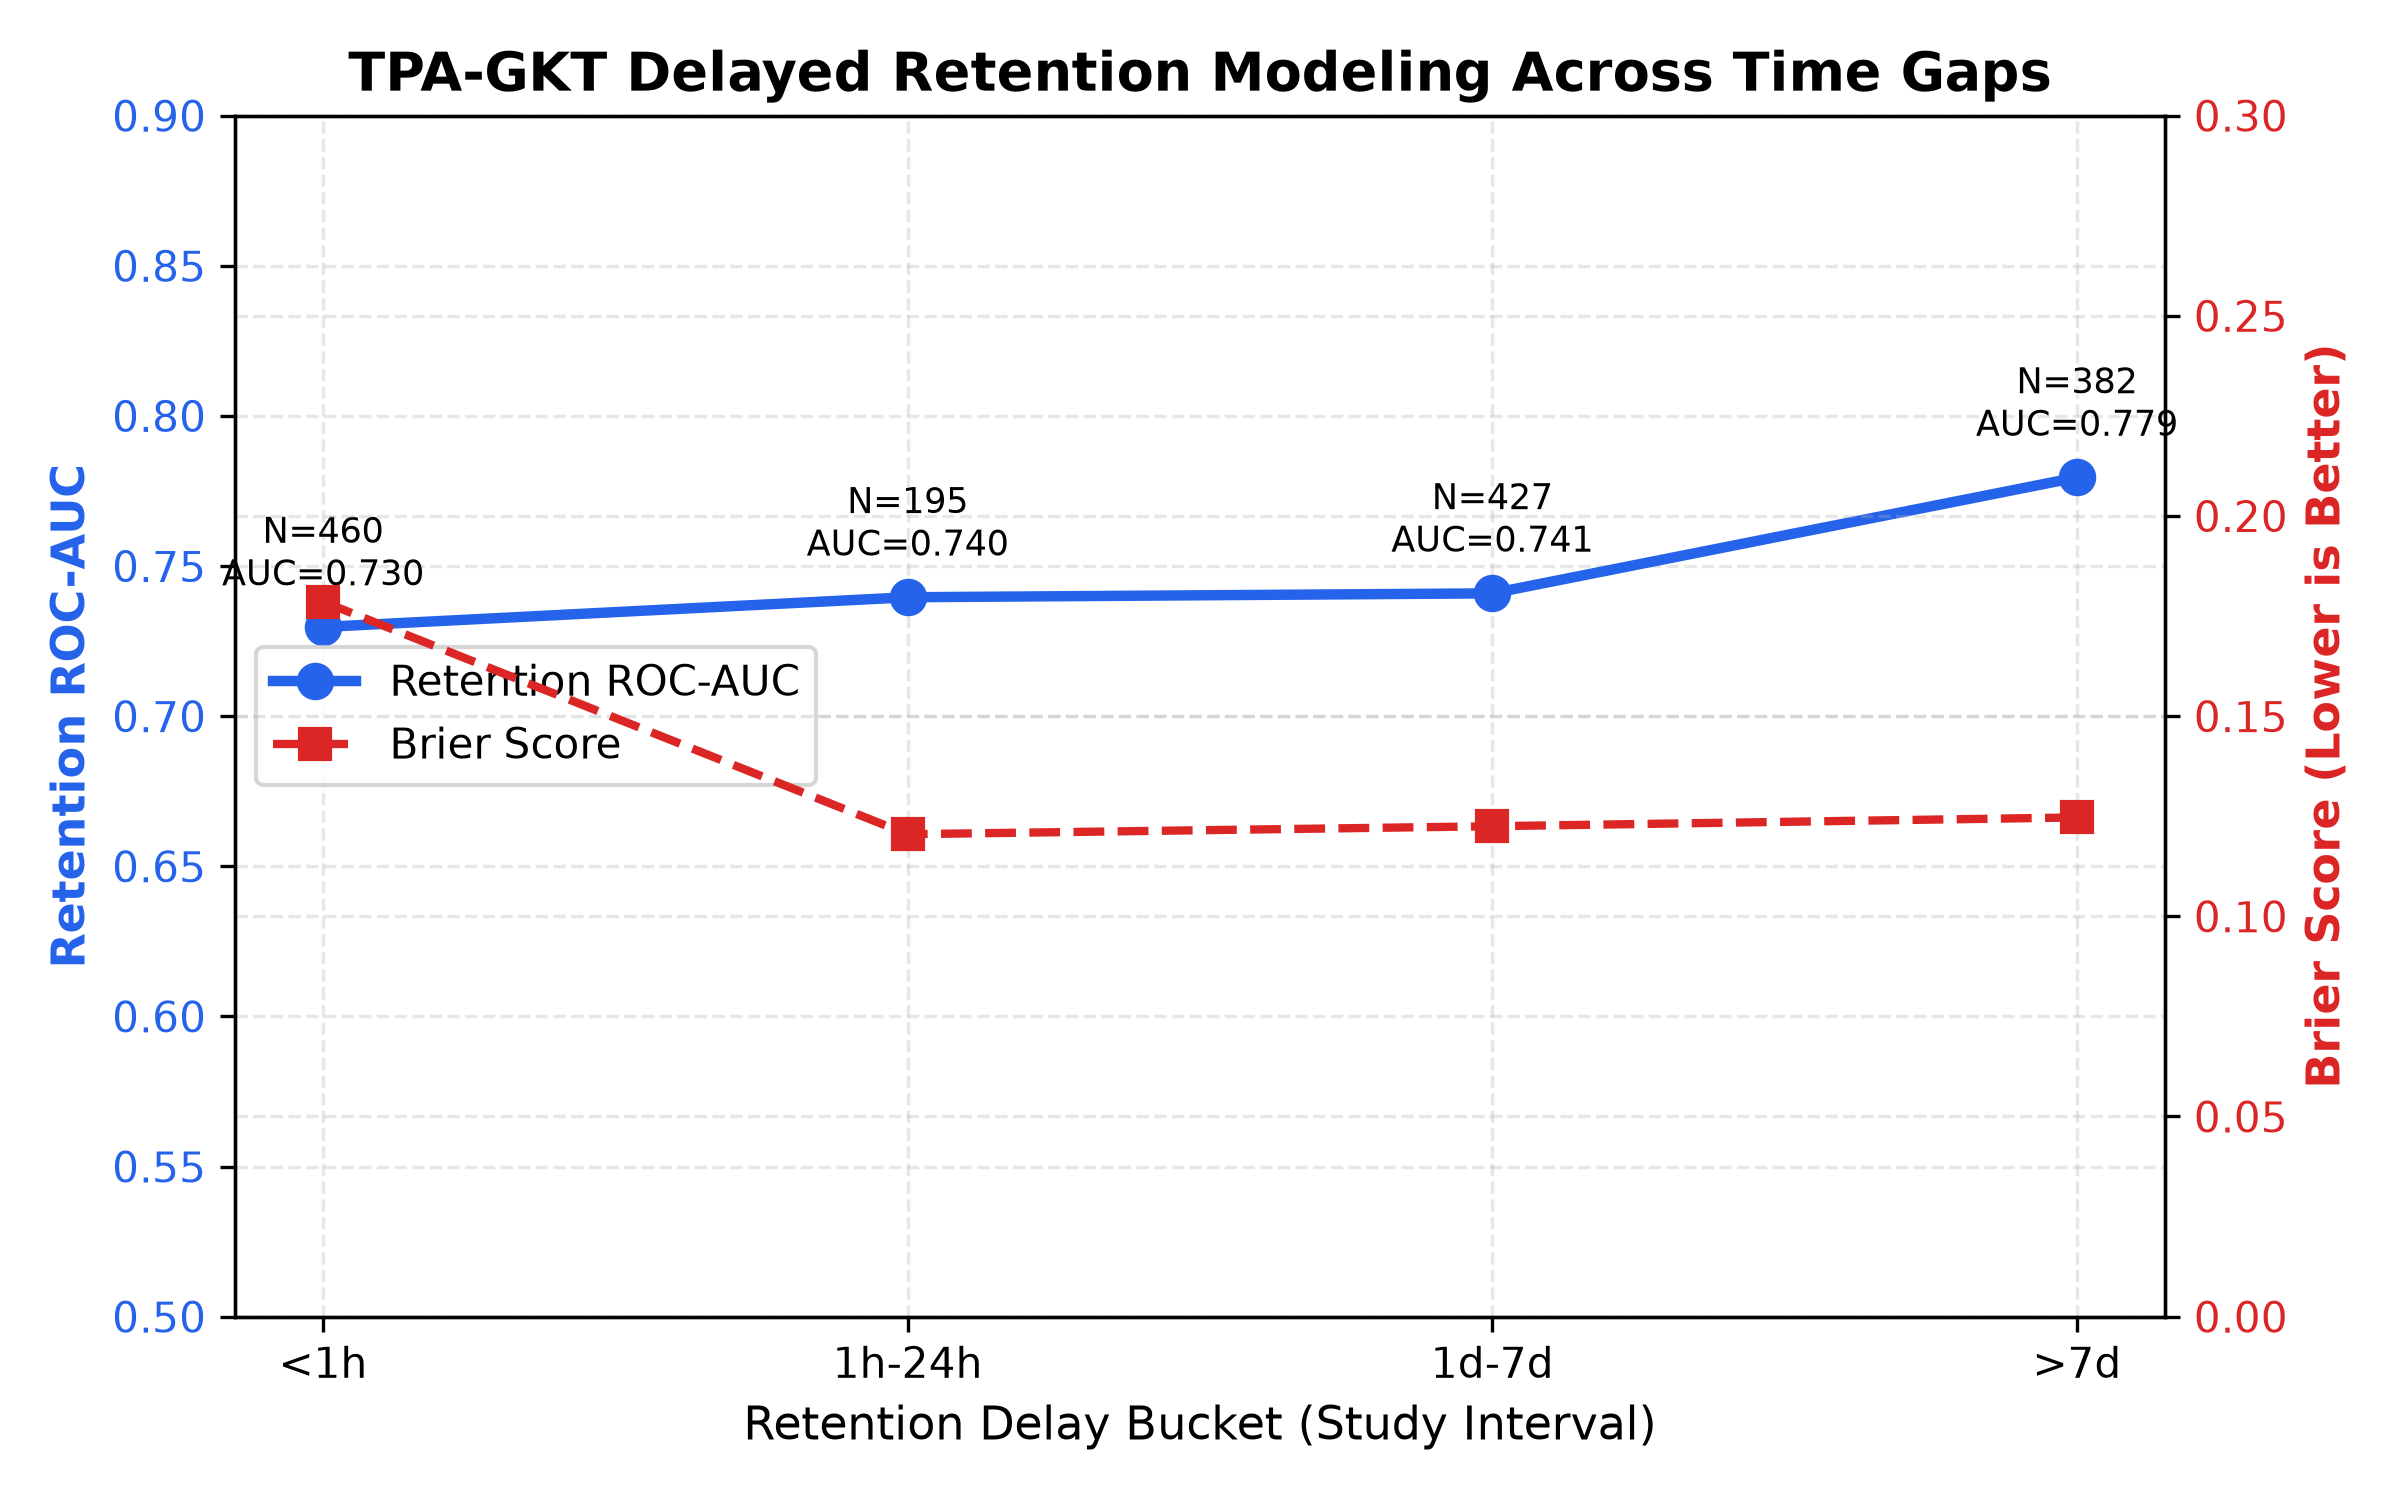 TPA-GKT Delayed Retention Modeling Across Time Gaps
0.90
0.85
0.80
0.75
0.70
0.65
0.60
0.55
0.50
Retention ROC-AUC
0.30
0.25
0.20
0.15
0.10
0.05
0.00
Brier Score (Lower is Better)
N=460
AUC=0.730
N=195
AUC=0.740
N=427
AUC=0.741
N=382
AUC=0.779
Retention ROC-AUC
Brier Score
<1h
1h-24h
1d-7d
>7d
Retention Delay Bucket (Study Interval)